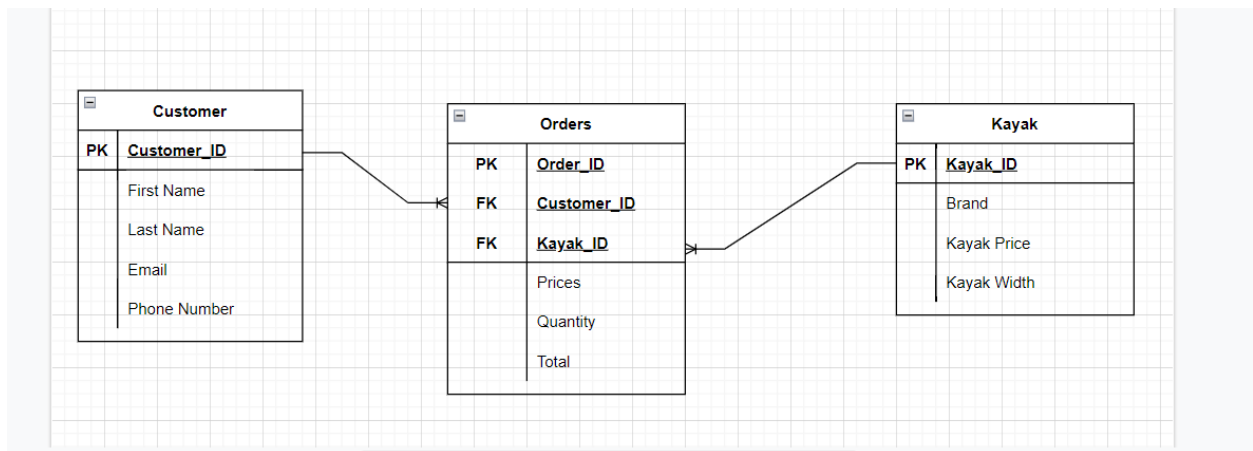 Customer
PK Customer_ID
First Name
Last Name
Email
Phone Number
Orders
PK Order_ID
FK Customer_ID
FK Kayak_ID
Prices
Quantity
Total
Kayak
PK Kayak_ID
Brand
Kayak Price
Kayak Width